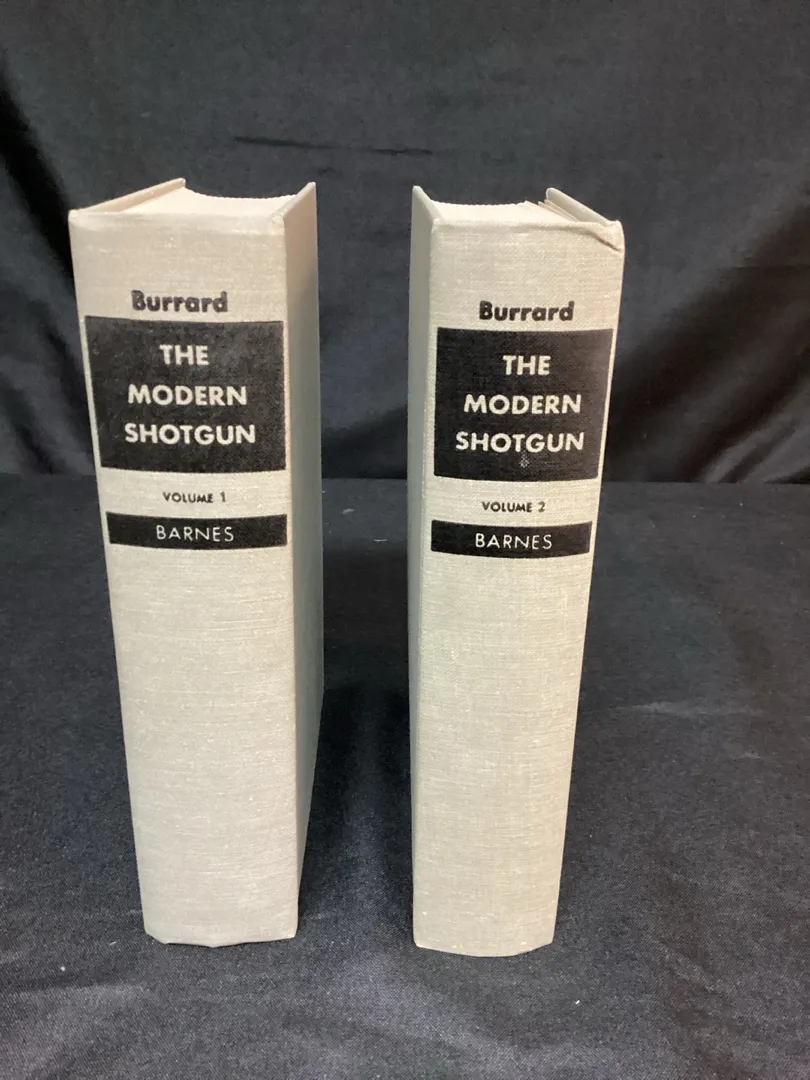 Burrard
THE
MODERN
SHOTGUN
VOLUME 1
BARNES
Burrard
THE
MODERN
SHOTGUN
VOLUME 2
BARNES